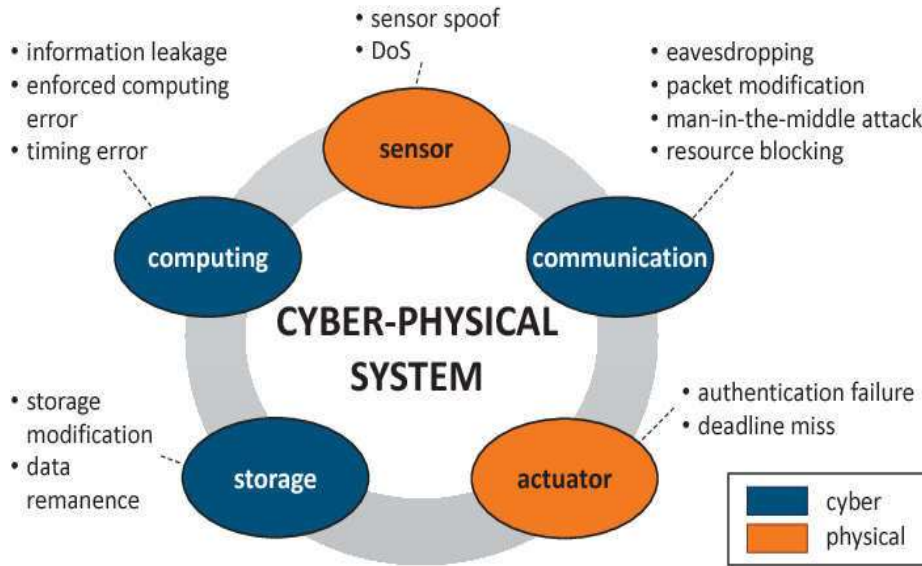 • sensor spoof
• DoS
• information leakage
• enforced computing
error
• timing error
• eavesdropping
• packet modification
• man-in-the-middle attack
• resource blocking
sensor
computing
communication
CYBER-PHYSICAL
SYSTEM
• storage
modification
• data
remanence
storage
actuator
• authentication failure
• deadline miss
cyber
physical